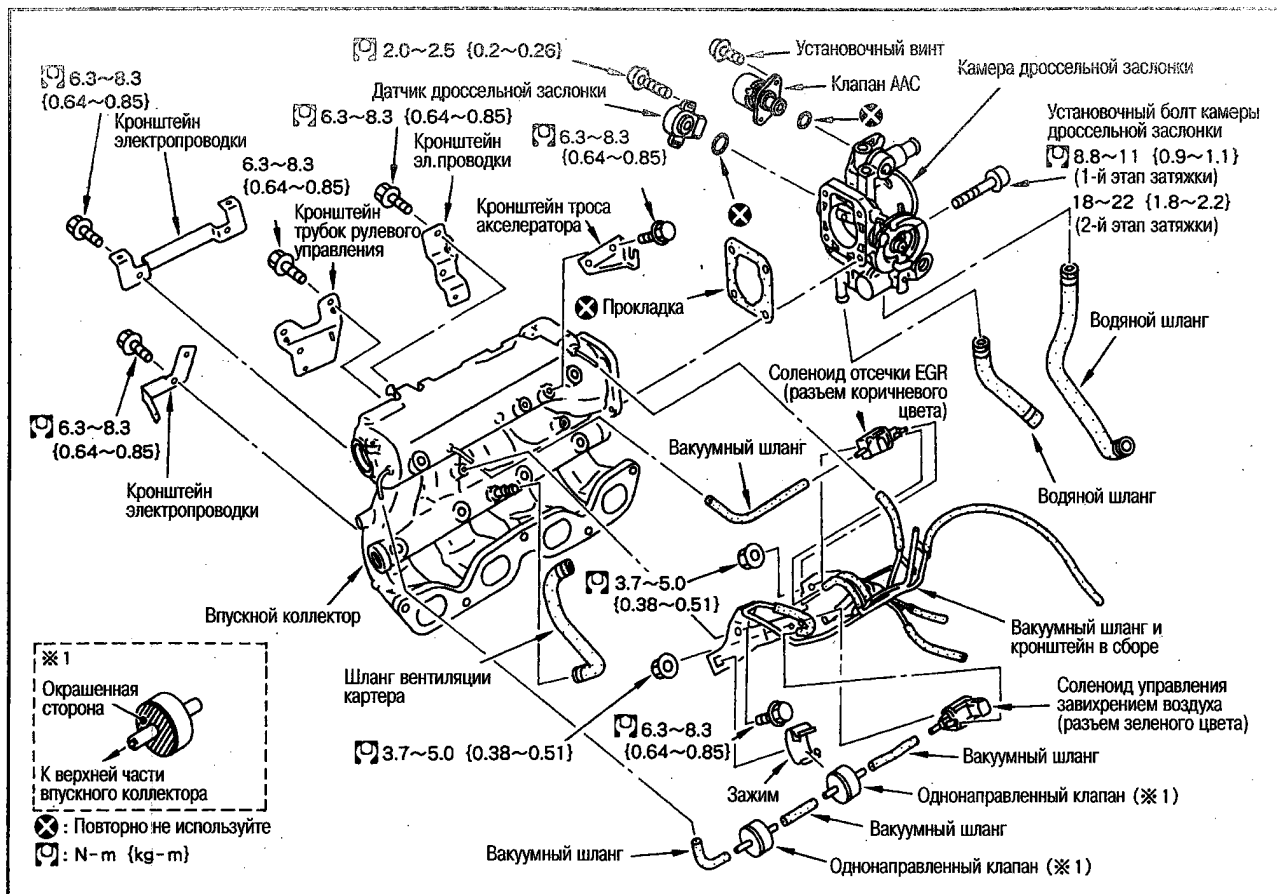 2.0~2.5 {0.2~0.26}
Установочный винт
Камера дроссельной заслонки
Клапан AAC
6.3~8.3
{0.64~0.85}
Кронштейн
электропроводки
Датчик дроссельной заслонки
6.3~8.3 {0.64~0.85}
Кронштейн
эл.проводки
6.3~8.3
{0.64~0.85}
Установочный болт камеры
дроссельной заслонки
8.8~11 {0.9~1.1}
(1-й этап затяжки)
18~22 {1.8~2.2}
(2-й этап затяжки)
6.3~8.3
{0.64~0.85}
Кронштейн
трубок рулевого
управления
Кронштейн троса
акселератора
Прокладка
Водяной шланг
Соленоид отсечки EGR
(разъем коричневого
цвета)
6.3~8.3
{0.64~0.85}
Вакуумный шланг
Водяной шланг
Кронштейн
электропроводки
3.7~5.0
{0.38~0.51}
Впускной коллектор
Вакуумный шланг и
кронштейн в сборе
※1
Окрашенная
сторона
К верхней части
впускного коллектора
Шланг вентиляции
картера
Соленоид управления
завихрением воздуха
(разъем зеленого цвета)
3.7~5.0 {0.38~0.51}
6.3~8.3
{0.64~0.85}
Вакуумный шланг
Зажим
Однонаправленный клапан (※1)
: Повторно не используйте
Вакуумный шланг
: N-m {kg-m}
Вакуумный шланг
Однонаправленный клапан (※1)